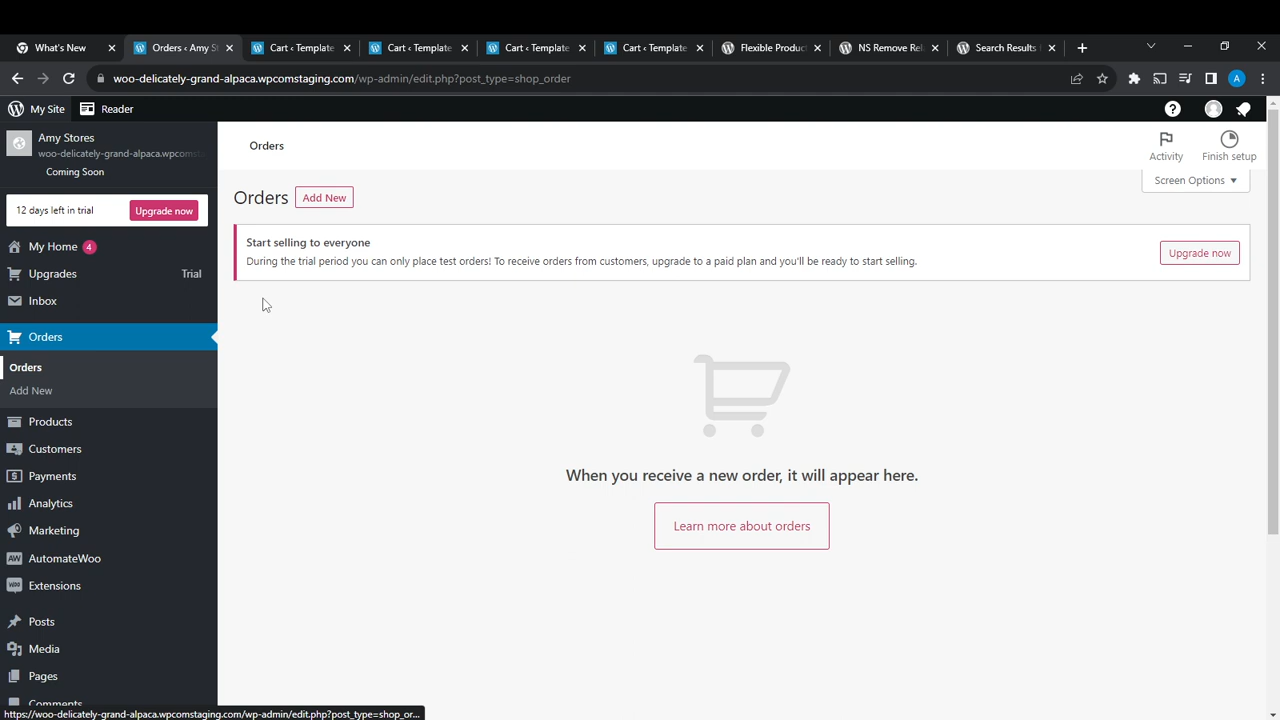 What's New
Orders ‹ Amy St
Cart ‹ Template
Cart ‹ Template
Cart ‹ Template
Cart ‹ Template
Flexible Produc
NS Remove Rel
Search Results f
woo-delicately-grand-alpaca.wpcomstaging.com/wp-admin/edit.php?post_type=shop_order
A
My Site
Reader
Amy Stores
woo-delicately-grand-alpaca.wpcomsta
Coming Soon
12 days left in trial
Upgrade now
My Home 4
Upgrades Trial
Inbox
Orders
Orders
Add New
Products
Customers
Payments
Analytics
Marketing
AutomateWoo
Extensions
Posts
Media
Pages
Comments
Orders
Activity
Finish setup
Screen Options
Orders
Add New
Start selling to everyone
During the trial period you can only place test orders! To receive orders from customers, upgrade to a paid plan and you'll be ready to start selling.
Upgrade now
When you receive a new order, it will appear here.
Learn more about orders
https://woo-delicately-grand-alpaca.wpcomstaging.com/wp-admin/edit.php?post_type=shop_or...